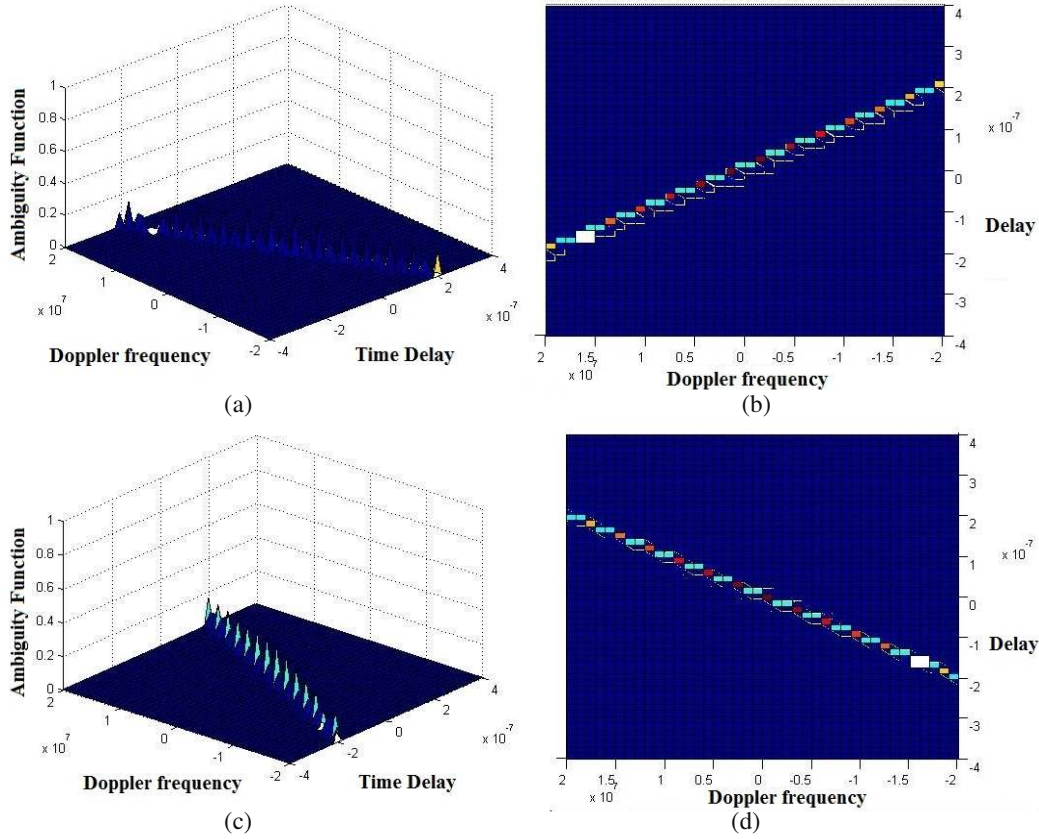 Ambiguity Function
1
0.8
0.6
0.4
0.2
0
2
1
0
-1
-2
x 10^7
Doppler frequency
-4
-2
0
2
4
x 10^-7
Time Delay
(a)
4
3
2
1
0
-1
-2
-3
-4
x 10^-7
Delay
2 1.5 1 0.5 0 -0.5 -1 -1.5 -2
x 10^7
Doppler frequency
(b)
Ambiguity Function
1
0.8
0.6
0.4
0.2
0
2
1
0
-1
-2
x 10^7
Doppler frequency
-4
-2
0
2
4
x 10^-7
Time Delay
(c)
4
3
2
1
0
-1
-2
-3
-4
x 10^-7
Delay
2 1.5 1 0.5 0 -0.5 -1 -1.5 -2
x 10^7
Doppler frequency
(d)